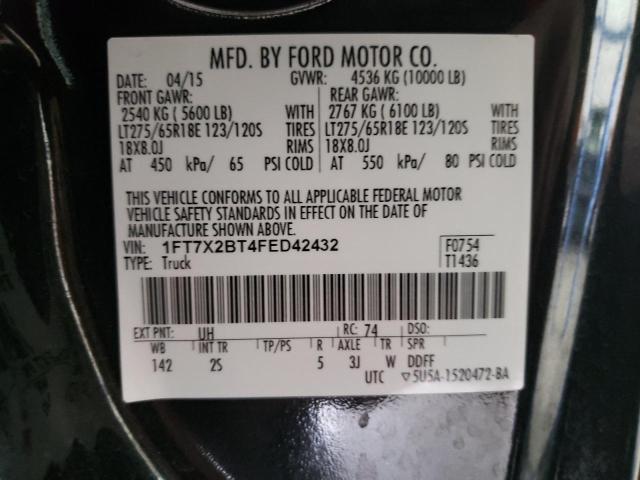 MFD. BY FORD MOTOR CO.
DATE: 04/15 GVWR: 4536 KG (10000 LB)
FRONT GAWR: REAR GAWR:
2540 KG ( 5600 LB) WITH 2767 KG ( 6100 LB) WITH
LT275/65R18E 123/120S TIRES LT275/65R18E 123/120S TIRES
18X8.0J RIMS 18X8.0J RIMS
AT 450 kPa/ 65 PSI COLD AT 550 kPa/ 80 PSI COLD
THIS VEHICLE CONFORMS TO ALL APPLICABLE FEDERAL MOTOR
VEHICLE SAFETY STANDARDS IN EFFECT ON THE DATE OF
MANUFACTURE SHOWN ABOVE.
VIN: 1FT7X2BT4FED42432 F0754
TYPE: Truck T1436
EXT PNT: UH RC: 74 DSO:
WB INT TR TP/PS R AXLE TR SPR
142 2S 5 3J W DDFF
UTC ▽5U5A-1520472-BA